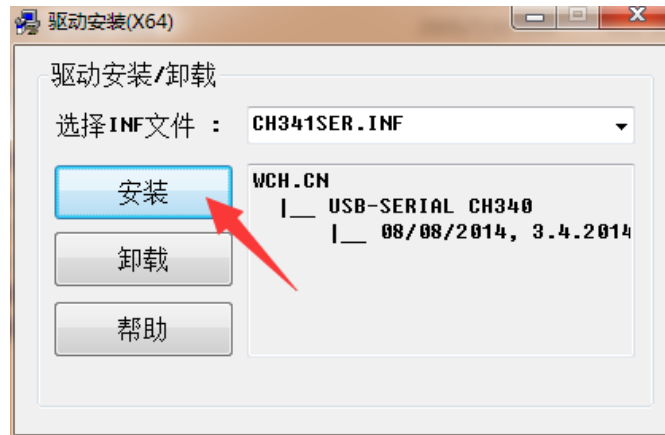 驱动安装(X64)
驱动安装/卸载
选择INF文件 :
CH341SER.INF
安装
卸载
帮助
WCH.CN
|__ USB-SERIAL CH340
|__ 08/08/2014, 3.4.2014